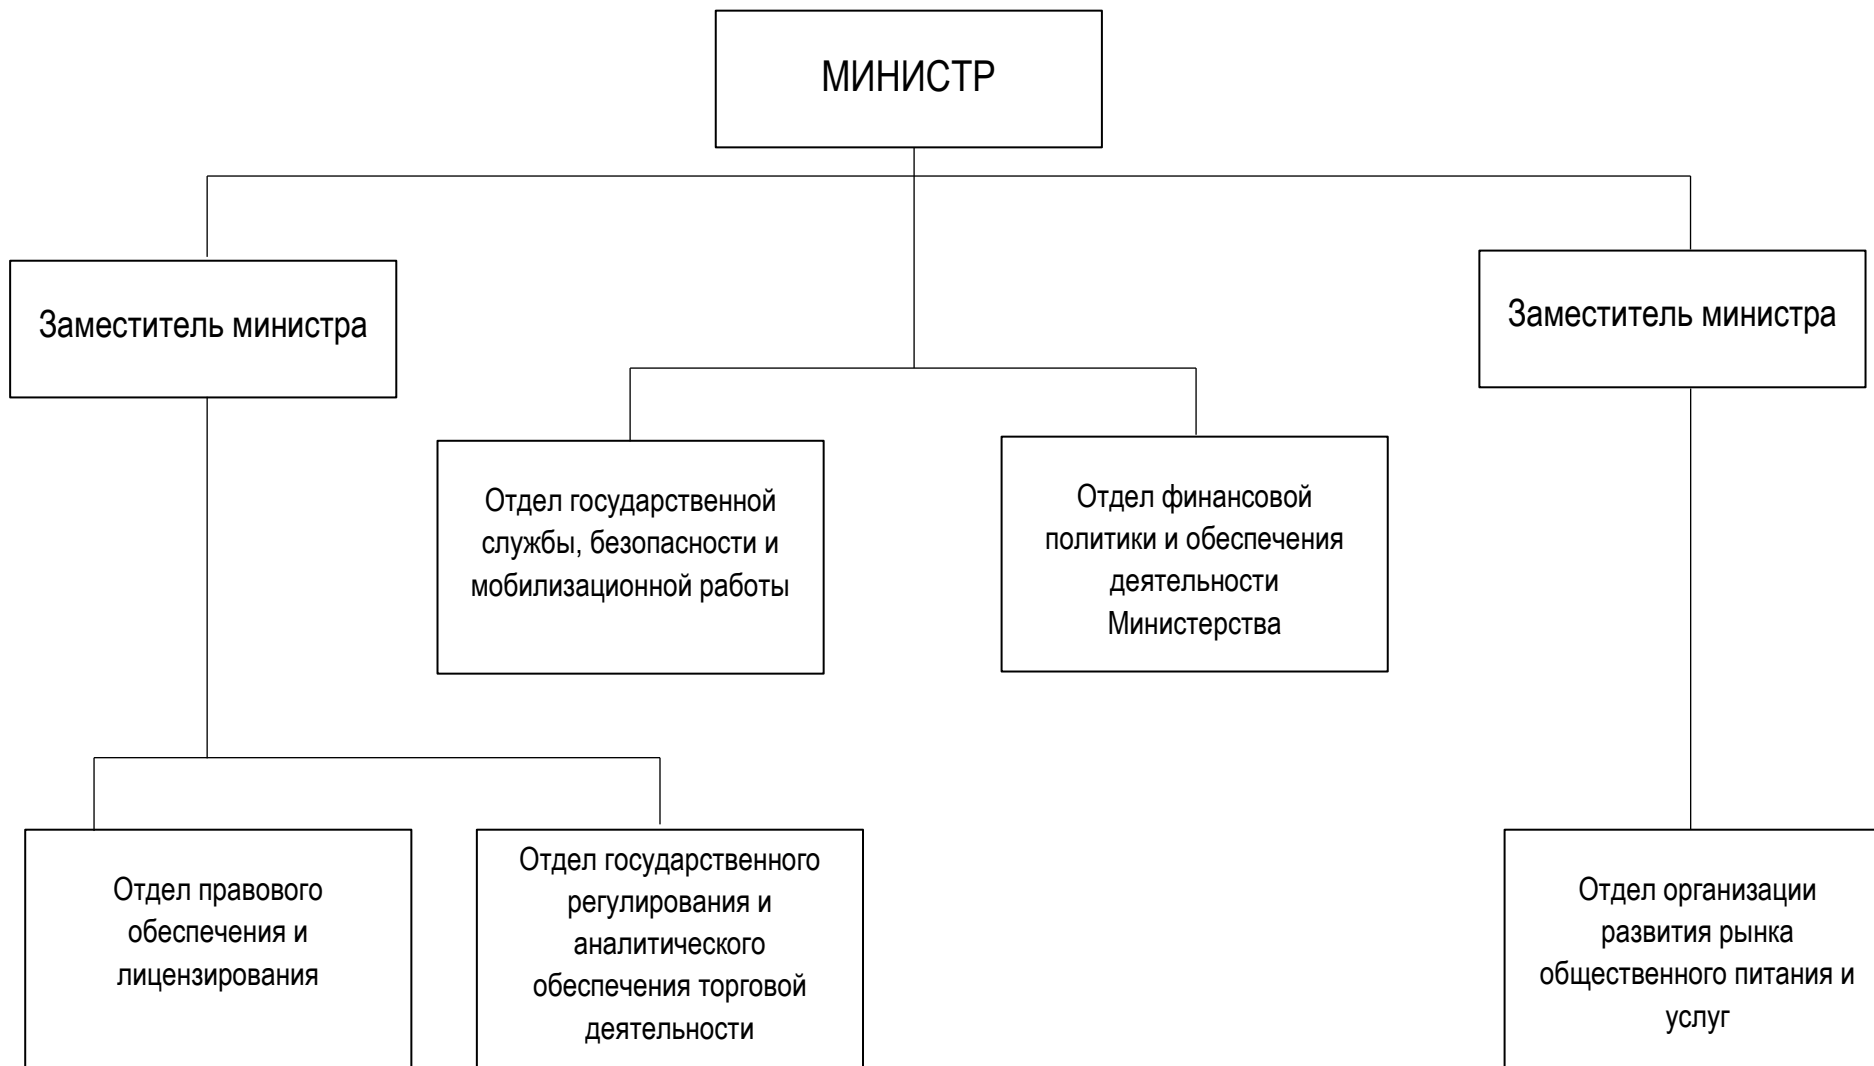 МИНИСТР
Заместитель министра
Заместитель министра
Отдел государственной
службы, безопасности и
мобилизационной работы
Отдел финансовой
политики и обеспечения
деятельности
Министерства
Отдел правового
обеспечения и
лицензирования
Отдел государственного
регулирования и
аналитического
обеспечения торговой
деятельности
Отдел организации
развития рынка
общественного питания и
услуг